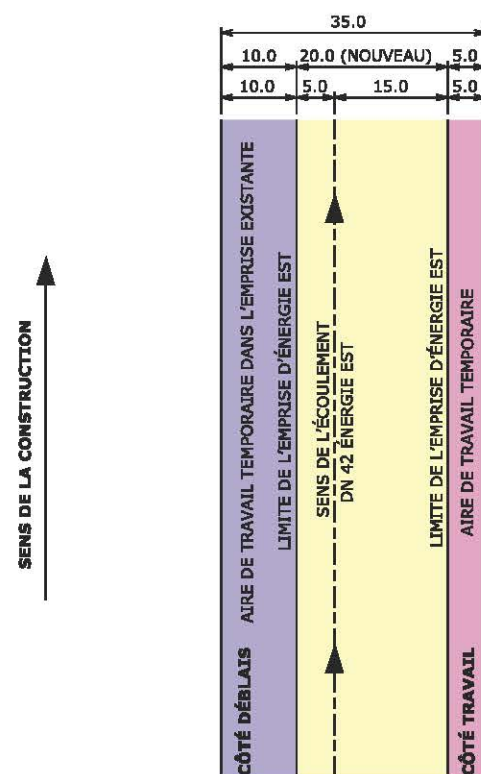 35.0
10.0 20.0 (NOUVEAU) 5.0
10.0 5.0 15.0 5.0
SENS DE LA CONSTRUCTION
CÔTÉ DÉBLAIS
AIRE DE TRAVAIL TEMPORAIRE DANS L'EMPRISE EXISTANTE
LIMITE DE L'EMPRISE D'ÉNERGIE EST
SENS DE L'ÉCOULEMENT
DN 42 ÉNERGIE EST
LIMITE DE L'EMPRISE D'ÉNERGIE EST
AIRE DE TRAVAIL TEMPORAIRE
CÔTÉ TRAVAIL